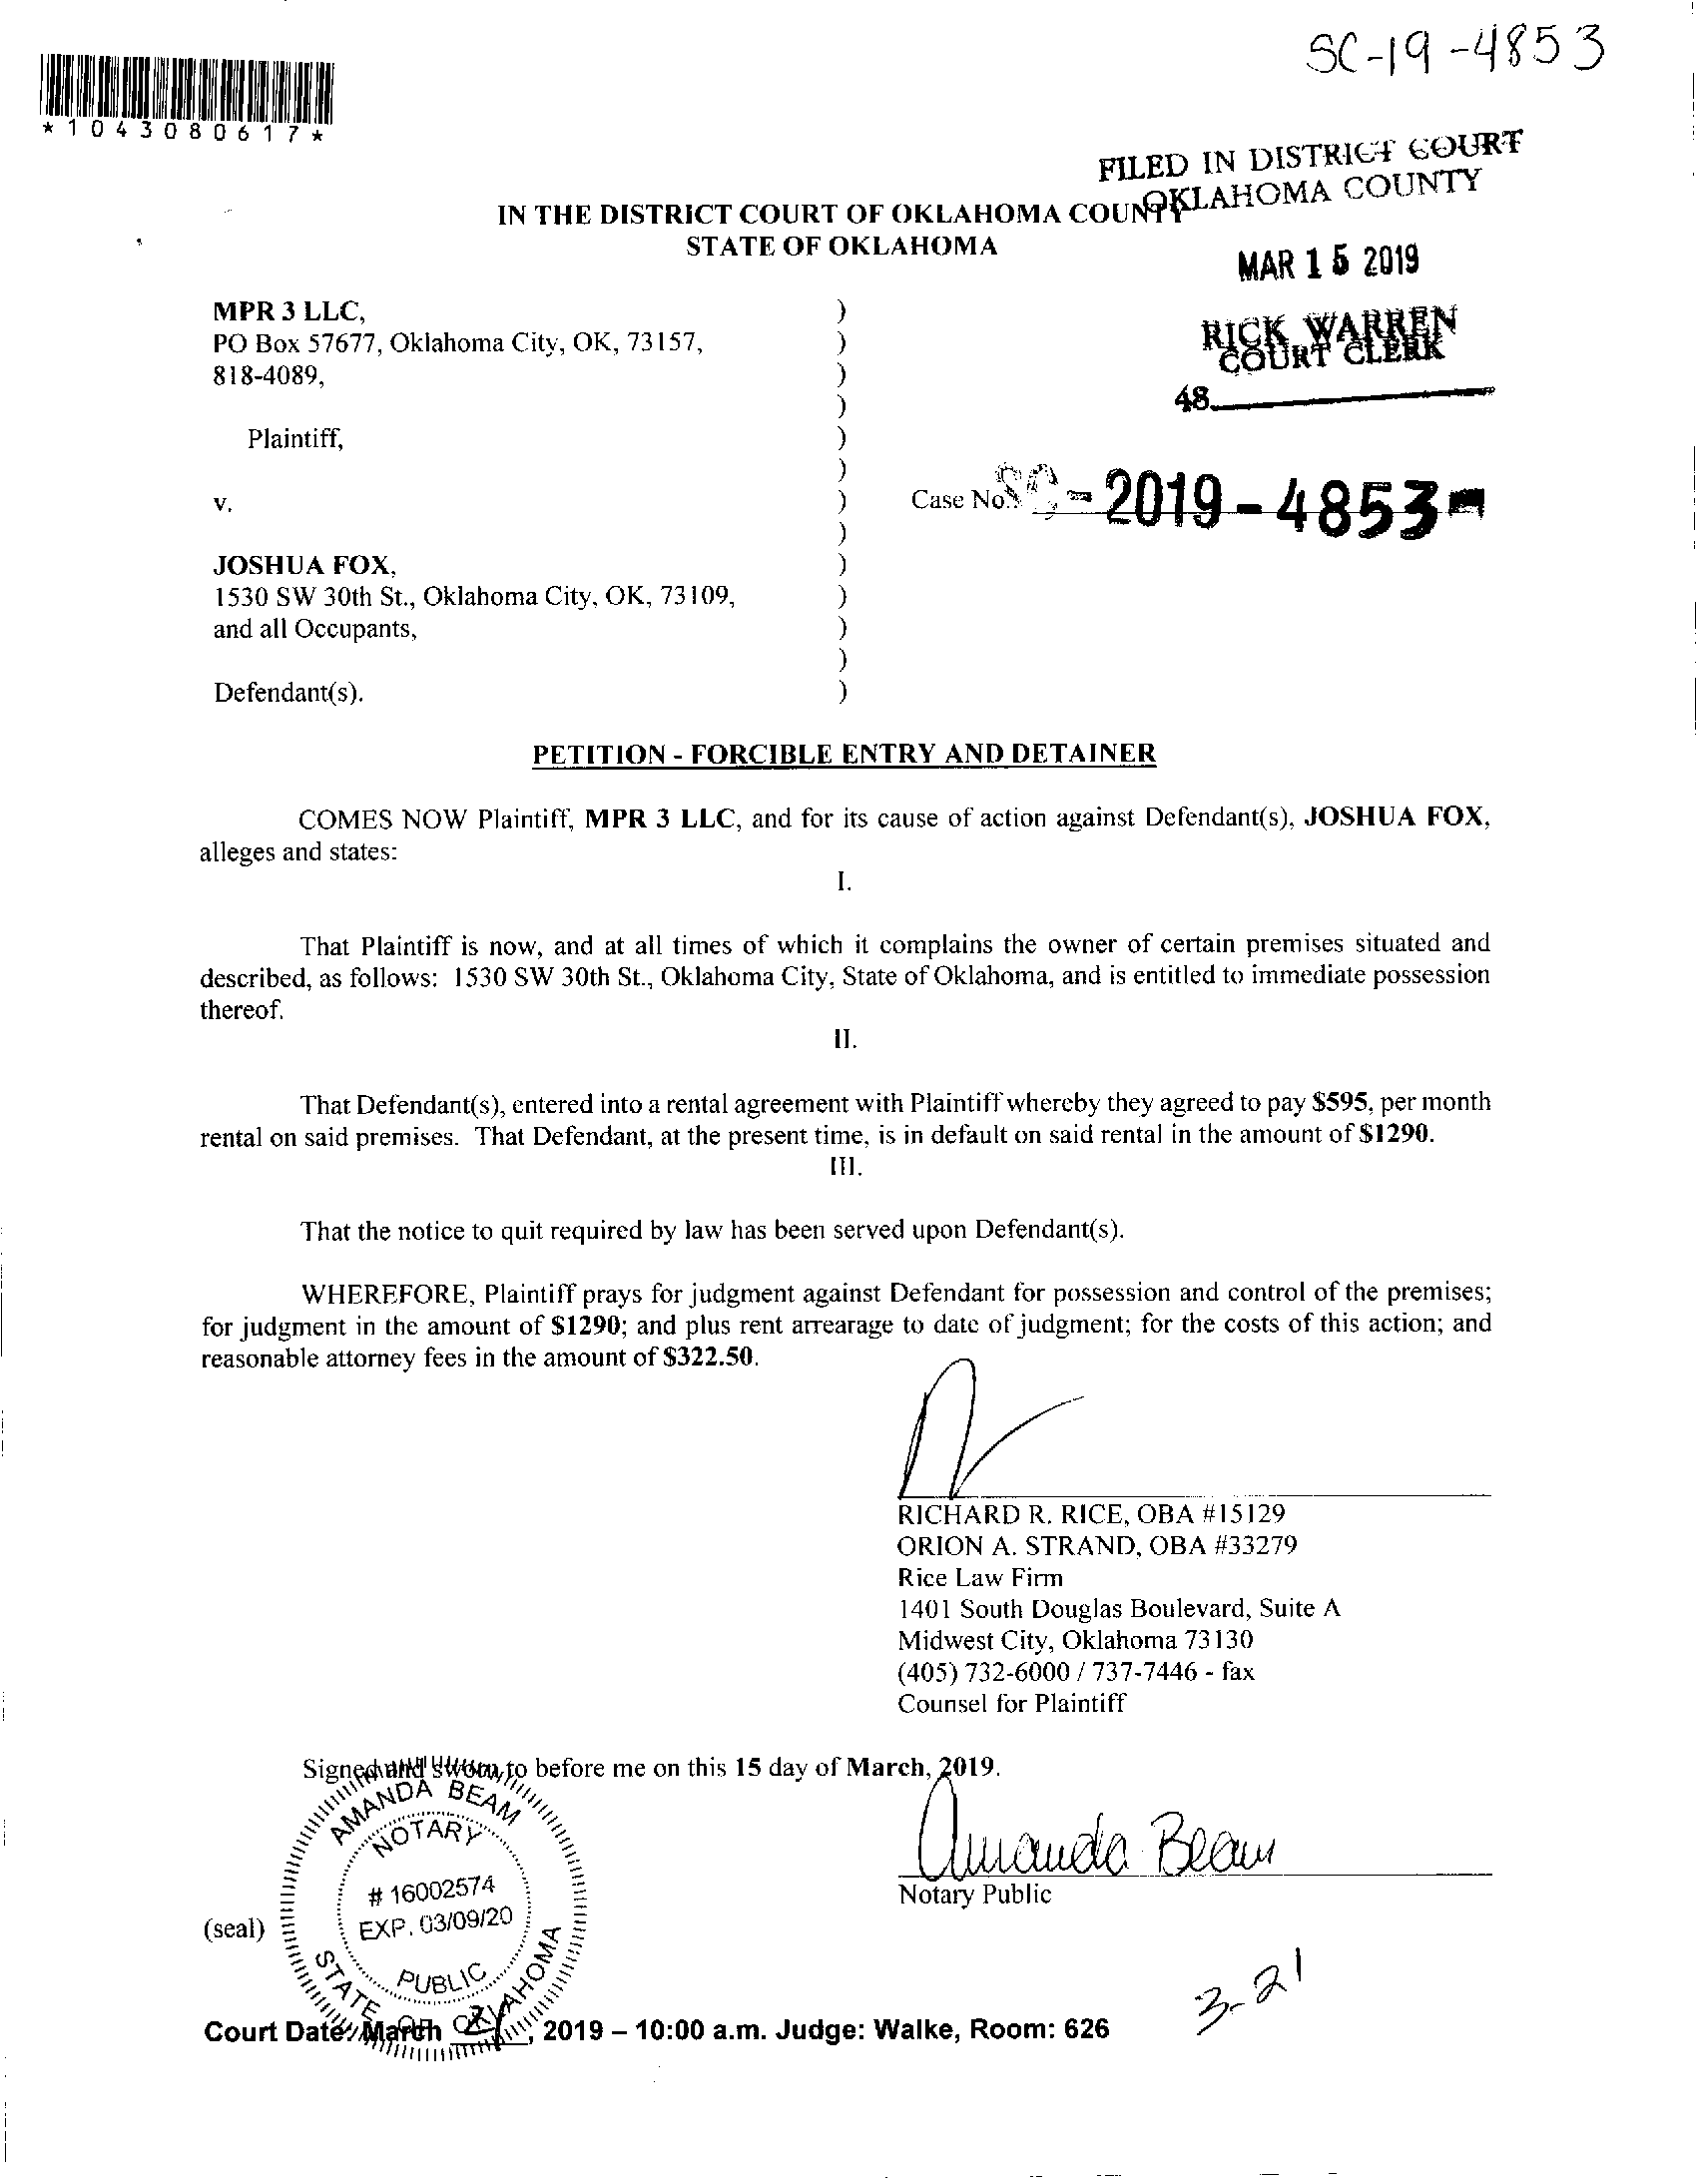 SC-19-4853
*1043080617*
FILED IN DISTRICT COURT
OKLAHOMA COUNTY
IN THE DISTRICT COURT OF OKLAHOMA COUNTY
STATE OF OKLAHOMA
MAR 15 2019
RICK WARREN
COURT CLERK
48
MPR 3 LLC, )
PO Box 57677, Oklahoma City, OK, 73157, )
818-4089, )
)
Plaintiff, )
)
v. ) Case No. SC-2019-4853-
)
JOSHUA FOX, )
1530 SW 30th St., Oklahoma City, OK, 73109, )
and all Occupants, )
)
Defendant(s). )
PETITION - FORCIBLE ENTRY AND DETAINER
COMES NOW Plaintiff, MPR 3 LLC, and for its cause of action against Defendant(s), JOSHUA FOX,
alleges and states:
I.
That Plaintiff is now, and at all times of which it complains the owner of certain premises situated and
described, as follows: 1530 SW 30th St., Oklahoma City, State of Oklahoma, and is entitled to immediate possession
thereof.
II.
That Defendant(s), entered into a rental agreement with Plaintiff whereby they agreed to pay $595, per month
rental on said premises. That Defendant, at the present time, is in default on said rental in the amount of $1290.
III.
That the notice to quit required by law has been served upon Defendant(s).
WHEREFORE, Plaintiff prays for judgment against Defendant for possession and control of the premises;
for judgment in the amount of $1290; and plus rent arrearage to date of judgment; for the costs of this action; and
reasonable attorney fees in the amount of $322.50.
RICHARD R. RICE, OBA #15129
ORION A. STRAND, OBA #33279
Rice Law Firm
1401 South Douglas Boulevard, Suite A
Midwest City, Oklahoma 73130
(405) 732-6000 / 737-7446 - fax
Counsel for Plaintiff
Signed and sworn to before me on this 15 day of March, 2019.
Amanda Beam
Notary Public
AMANDA BEAM
NOTARY
# 16002574
EXP. 03/09/20
PUBLIC
STATE OF OKLAHOMA
(seal)
3-21
Court Date: March 21, 2019 – 10:00 a.m. Judge: Walke, Room: 626